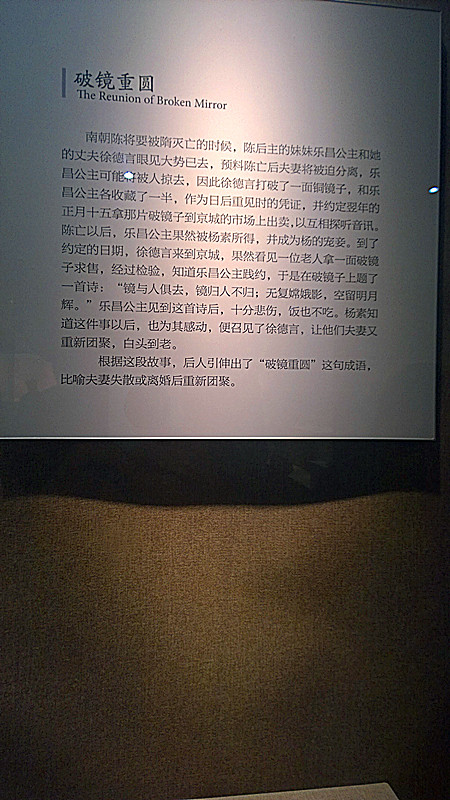 破镜重圆
The Reunion of Broken Mirror
南朝陈将要被隋灭亡的时候，陈后主的妹妹乐昌公主和她
的丈夫徐德言眼见大势已去，预料陈亡后夫妻将被迫分离，乐
昌公主可能将被人掠去，因此徐德言打破了一面铜镜子，和乐
昌公主各收藏了一半，作为日后重见时的凭证，并约定翌年的
正月十五拿那片破镜子到京城的市场上出卖，以互相探听音讯。
陈亡以后，乐昌公主果然被杨素所得，并成为杨的宠妾。到了
约定的日期，徐德言来到京城，果然看见一位老人拿一面破镜
子求售，经过检验，知道乐昌公主践约，于是在破镜子上题了
一首诗：“镜与人俱去，镜归人不归；无复嫦娥影，空留明月
辉。”乐昌公主见到这首诗后，十分悲伤，饭也不吃。杨素知
道这件事以后，也为其感动，便召见了徐德言，让他们夫妻又
重新团聚，白头到老。
根据这段故事，后人引伸出了“破镜重圆”这句成语，
比喻夫妻失散或离婚后重新团聚。